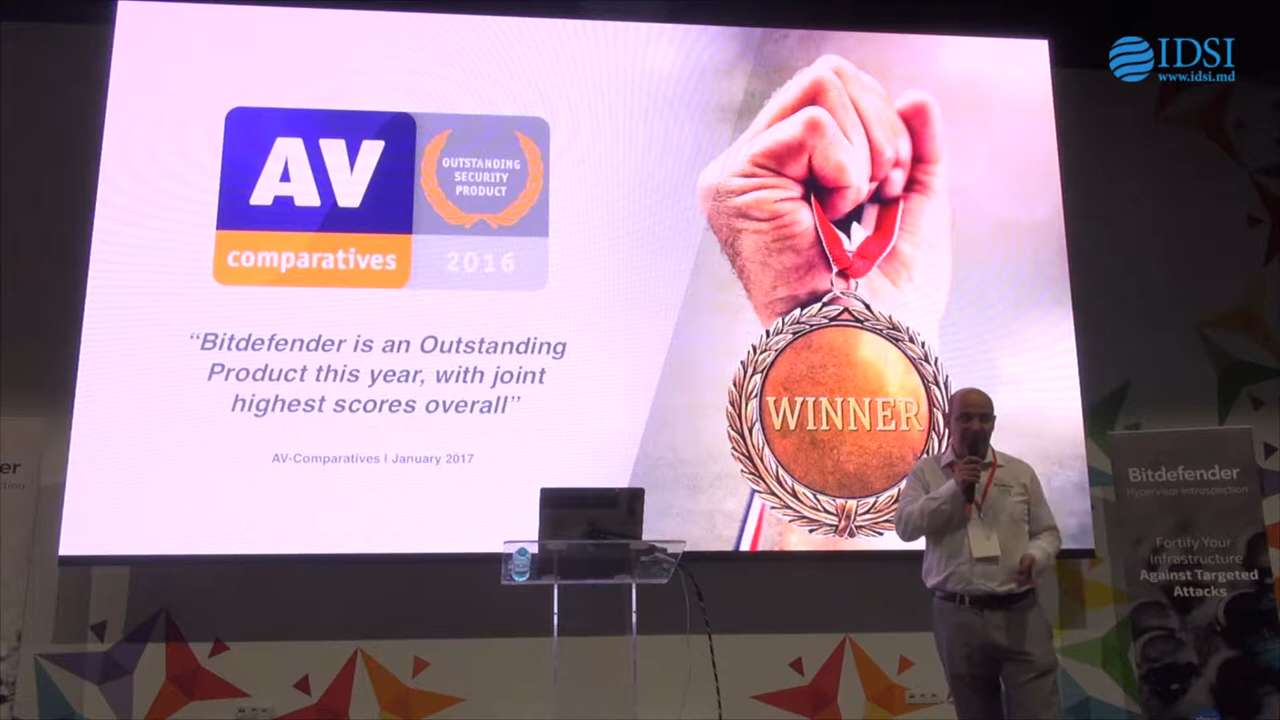 IDSI
www.idsi.md
AV
comparatives
OUTSTANDING
SECURITY
PRODUCT
2016
“Bitdefender is an Outstanding
Product this year, with joint
highest scores overall”
AV-Comparatives | January 2017
WINNER
Bitdefender
Hypervisor Introspection
Fortify Your
Infrastructure
Against Targeted
Attacks
er